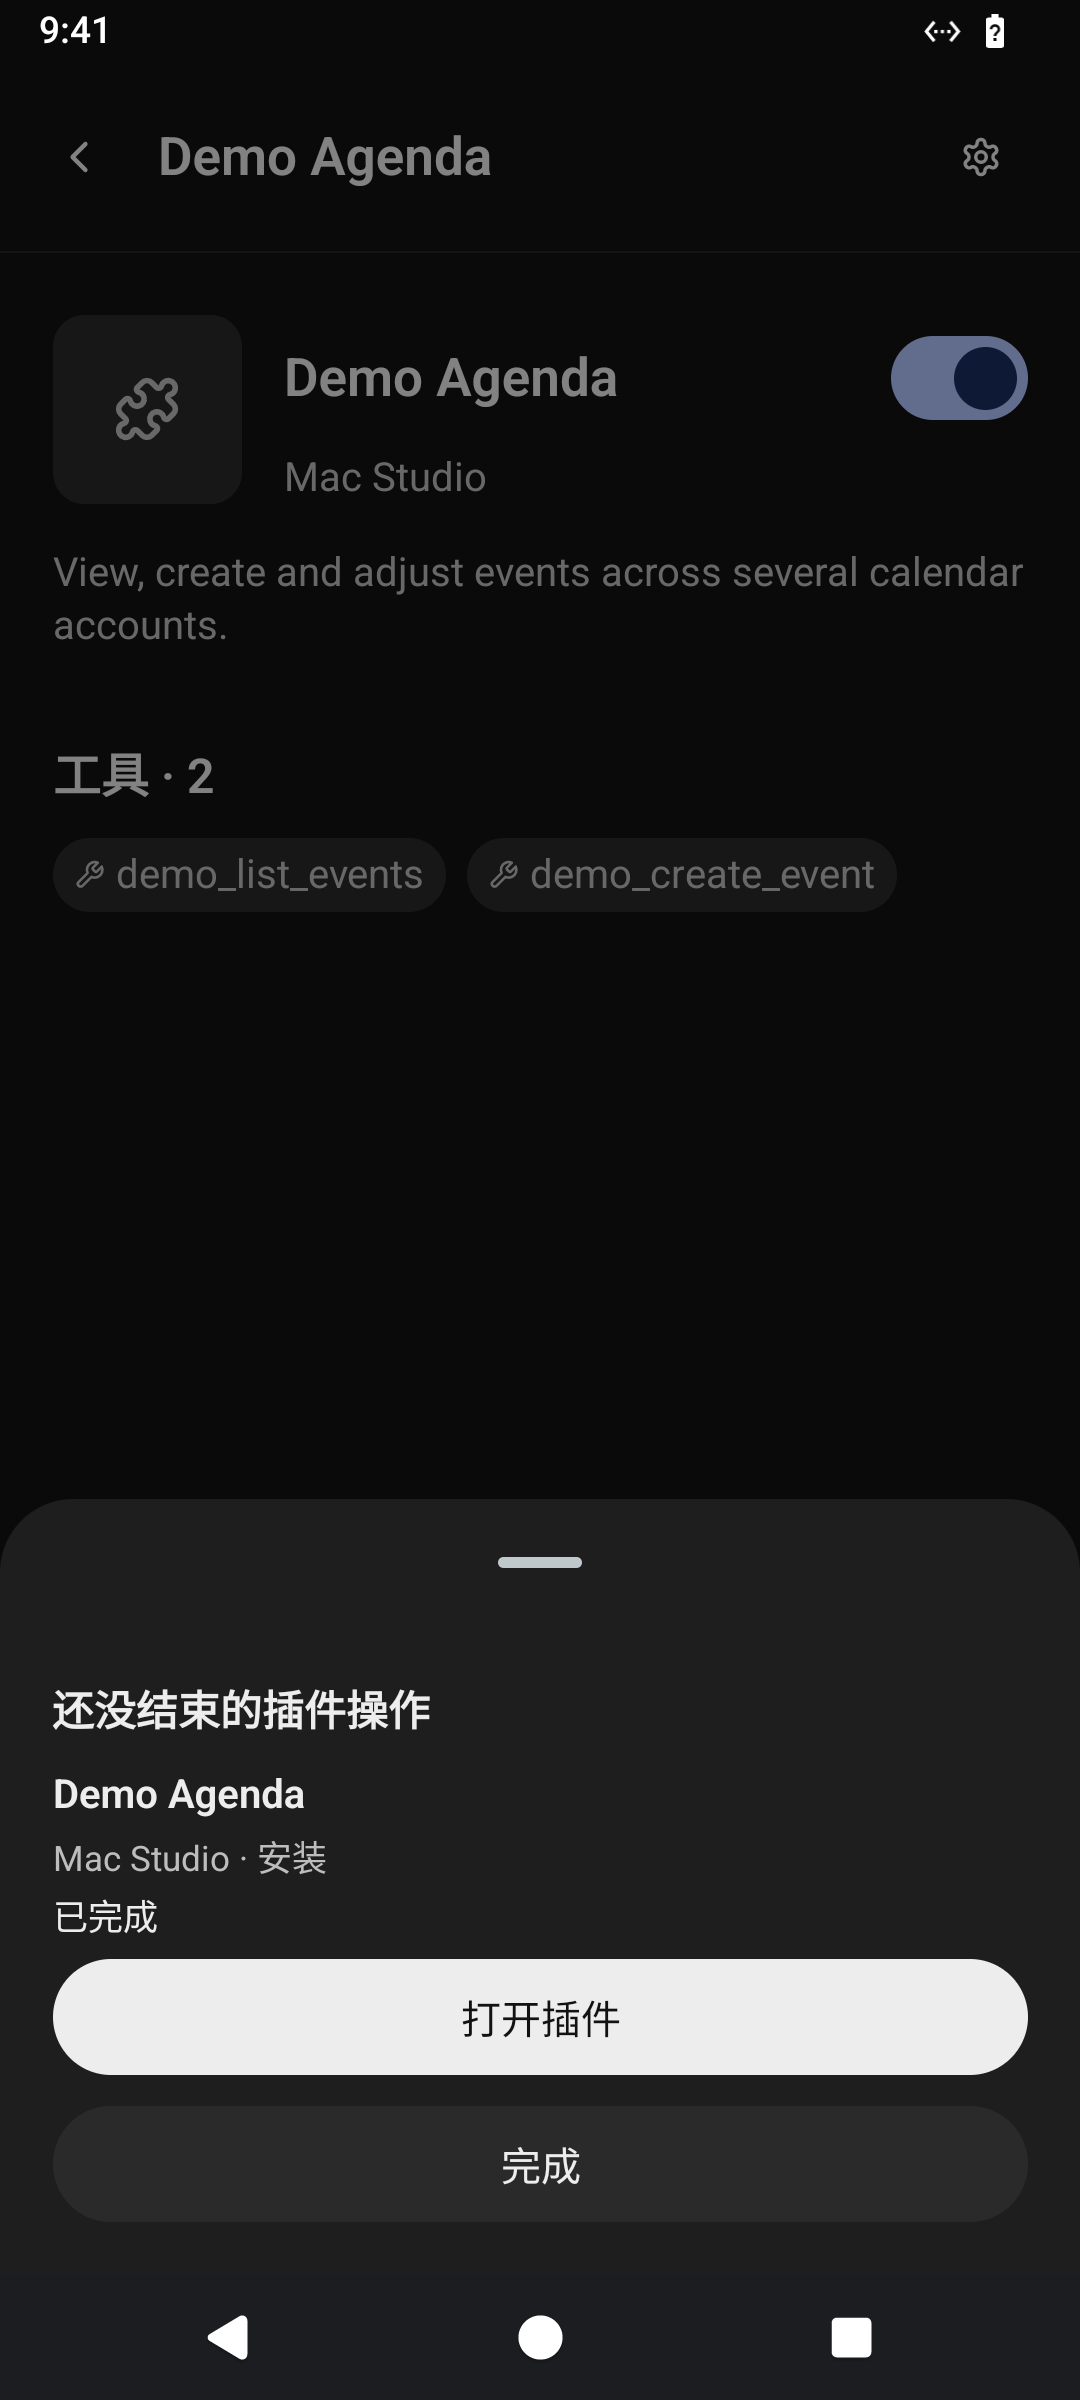 9:41
Demo Agenda
Demo Agenda
Mac Studio
View, create and adjust events across several calendar
accounts.
工具 · 2
demo_list_events
demo_create_event
还没结束的插件操作
Demo Agenda
Mac Studio · 安装
已完成
打开插件
完成